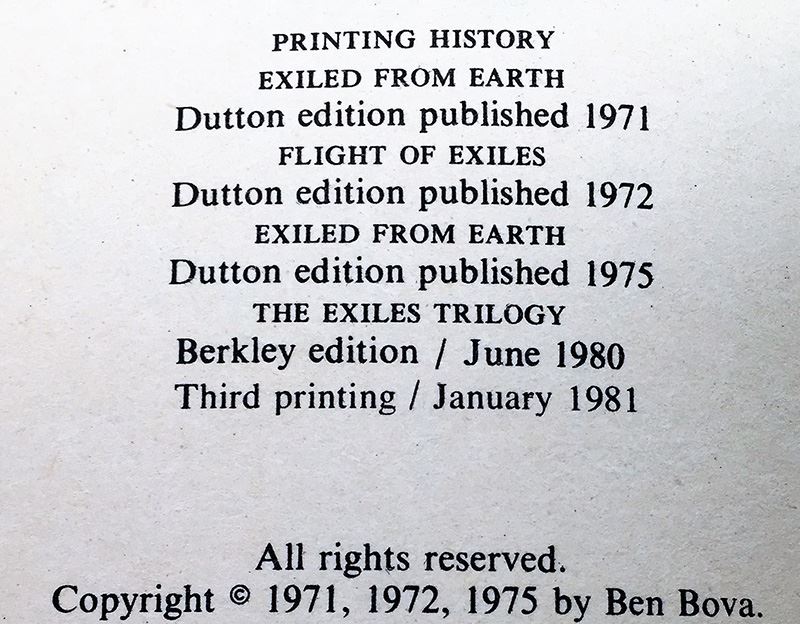 PRINTING HISTORY
EXILED FROM EARTH
Dutton edition published 1971
FLIGHT OF EXILES
Dutton edition published 1972
EXILED FROM EARTH
Dutton edition published 1975
THE EXILES TRILOGY
Berkley edition / June 1980
Third printing / January 1981
All rights reserved.
Copyright © 1971, 1972, 1975 by Ben Bova.